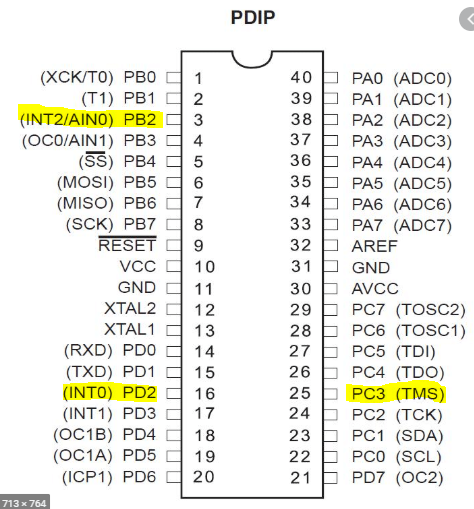 PDIP
(XCK/T0) PB0 1 40 PA0 (ADC0)
(T1) PB1 2 39 PA1 (ADC1)
(INT2/AIN0) PB2 3 38 PA2 (ADC2)
(OC0/AIN1) PB3 4 37 PA3 (ADC3)
(SS) PB4 5 36 PA4 (ADC4)
(MOSI) PB5 6 35 PA5 (ADC5)
(MISO) PB6 7 34 PA6 (ADC6)
(SCK) PB7 8 33 PA7 (ADC7)
RESET 9 32 AREF
VCC 10 31 GND
GND 11 30 AVCC
XTAL2 12 29 PC7 (TOSC2)
XTAL1 13 28 PC6 (TOSC1)
(RXD) PD0 14 27 PC5 (TDI)
(TXD) PD1 15 26 PC4 (TDO)
(INT0) PD2 16 25 PC3 (TMS)
(INT1) PD3 17 24 PC2 (TCK)
(OC1B) PD4 18 23 PC1 (SDA)
(OC1A) PD5 19 22 PC0 (SCL)
(ICP1) PD6 20 21 PD7 (OC2)
713 × 764